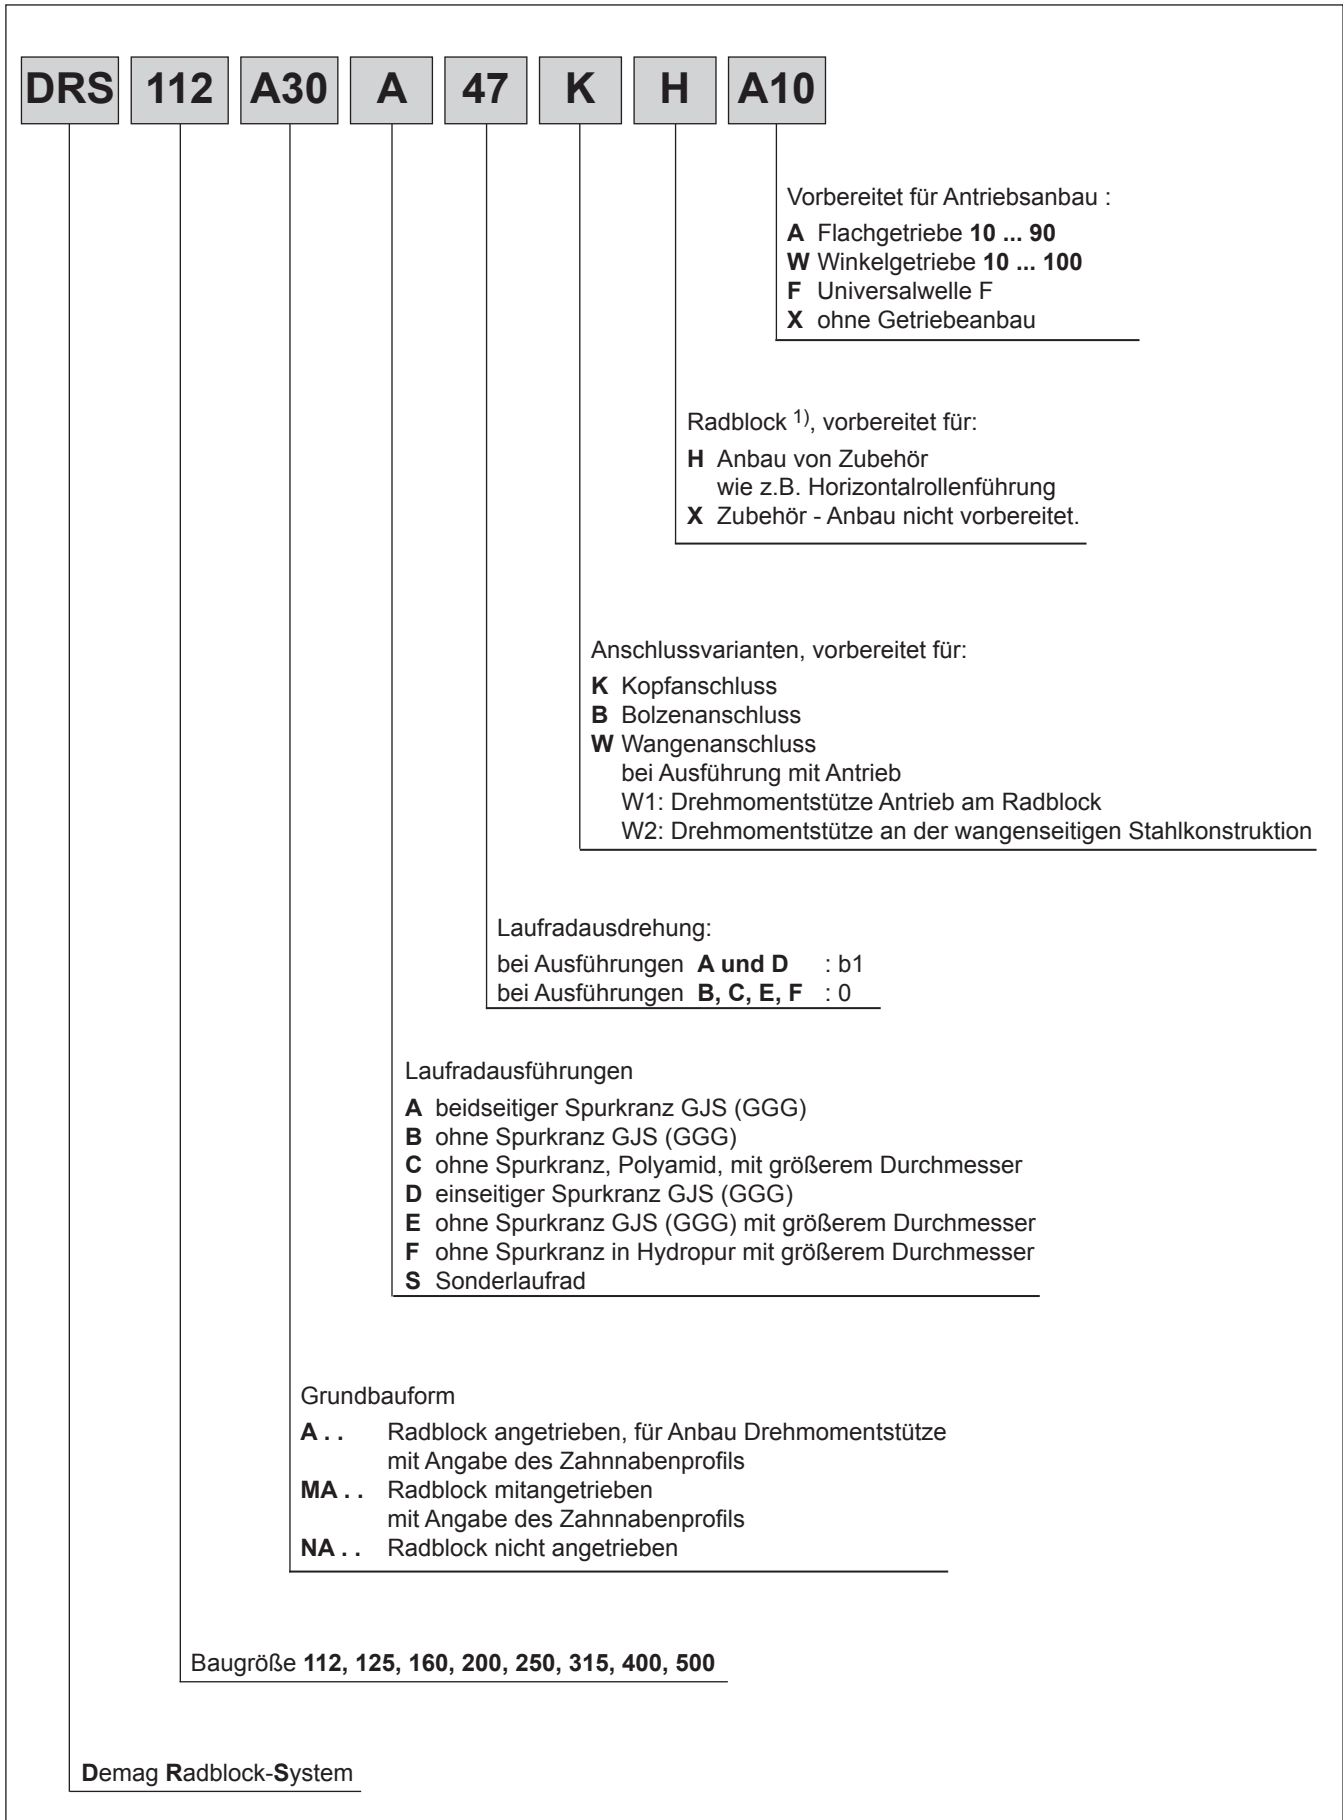 DRS 112 A30 A 47 K H A10
Vorbereitet für Antriebsanbau :
A Flachgetriebe 10 ... 90
W Winkelgetriebe 10 ... 100
F Universalwelle F
X ohne Getriebeanbau
Radblock 1), vorbereitet für:
H Anbau von Zubehör
wie z.B. Horizontalrollenführung
X Zubehör - Anbau nicht vorbereitet.
Anschlussvarianten, vorbereitet für:
K Kopfanschluss
B Bolzenanschluss
W Wangenanschluss
bei Ausführung mit Antrieb
W1: Drehmomentstütze Antrieb am Radblock
W2: Drehmomentstütze an der wangenseitigen Stahlkonstruktion
Laufradausdrehung:
bei Ausführungen A und D : b1
bei Ausführungen B, C, E, F : 0
Laufradausführungen
A beidseitiger Spurkranz GJS (GGG)
B ohne Spurkranz GJS (GGG)
C ohne Spurkranz, Polyamid, mit größerem Durchmesser
D einseitiger Spurkranz GJS (GGG)
E ohne Spurkranz GJS (GGG) mit größerem Durchmesser
F ohne Spurkranz in Hydropur mit größerem Durchmesser
S Sonderlaufrad
Grundbauform
A . . Radblock angetrieben, für Anbau Drehmomentstütze
mit Angabe des Zahnnabenprofils
MA . . Radblock mitangetrieben
mit Angabe des Zahnnabenprofils
NA . . Radblock nicht angetrieben
Baugröße 112, 125, 160, 200, 250, 315, 400, 500
Demag Radblock-System